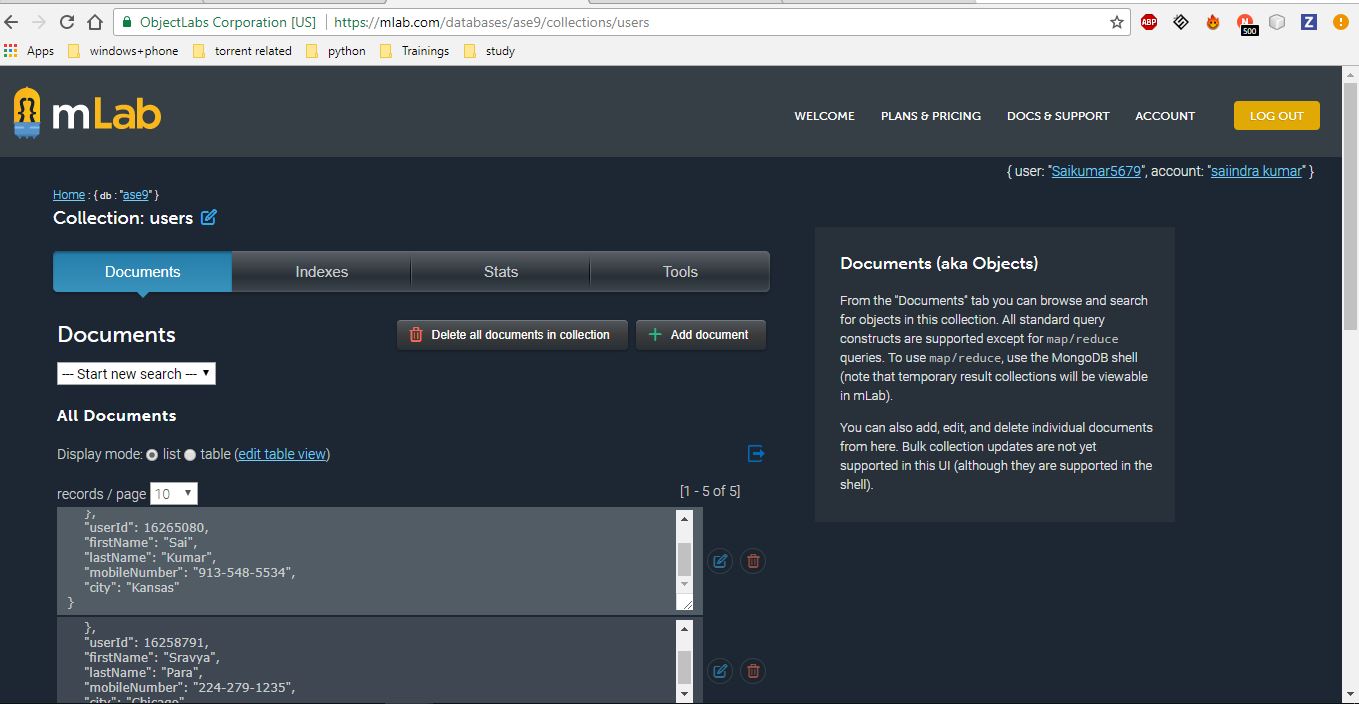 ObjectLabs Corporation [US] https://mlab.com/databases/ase9/collections/users
ABP
N
500
Z
Apps windows+phone torrent related python Trainings study
mLab
WELCOME PLANS & PRICING DOCS & SUPPORT ACCOUNT LOG OUT
{ user: "Saikumar5679", account: "saiindra kumar" }
Home : { db : "ase9" }
Collection: users
Documents Indexes Stats Tools
Documents
Delete all documents in collection
Add document
--- Start new search ---
All Documents
Display mode: list table (edit table view)
records / page 10
[1 - 5 of 5]
},
"userId": 16265080,
"firstName": "Sai",
"lastName": "Kumar",
"mobileNumber": "913-548-5534",
"city": "Kansas"
}
},
"userId": 16258791,
"firstName": "Sravya",
"lastName": "Para",
"mobileNumber": "224-279-1235",
"city": "Chicago"
Documents (aka Objects)
From the "Documents" tab you can browse and search
for objects in this collection. All standard query
constructs are supported except for map/reduce
queries. To use map/reduce, use the MongoDB shell
(note that temporary result collections will be viewable
in mLab).
You can also add, edit, and delete individual documents
from here. Bulk collection updates are not yet
supported in this UI (although they are supported in the
shell).